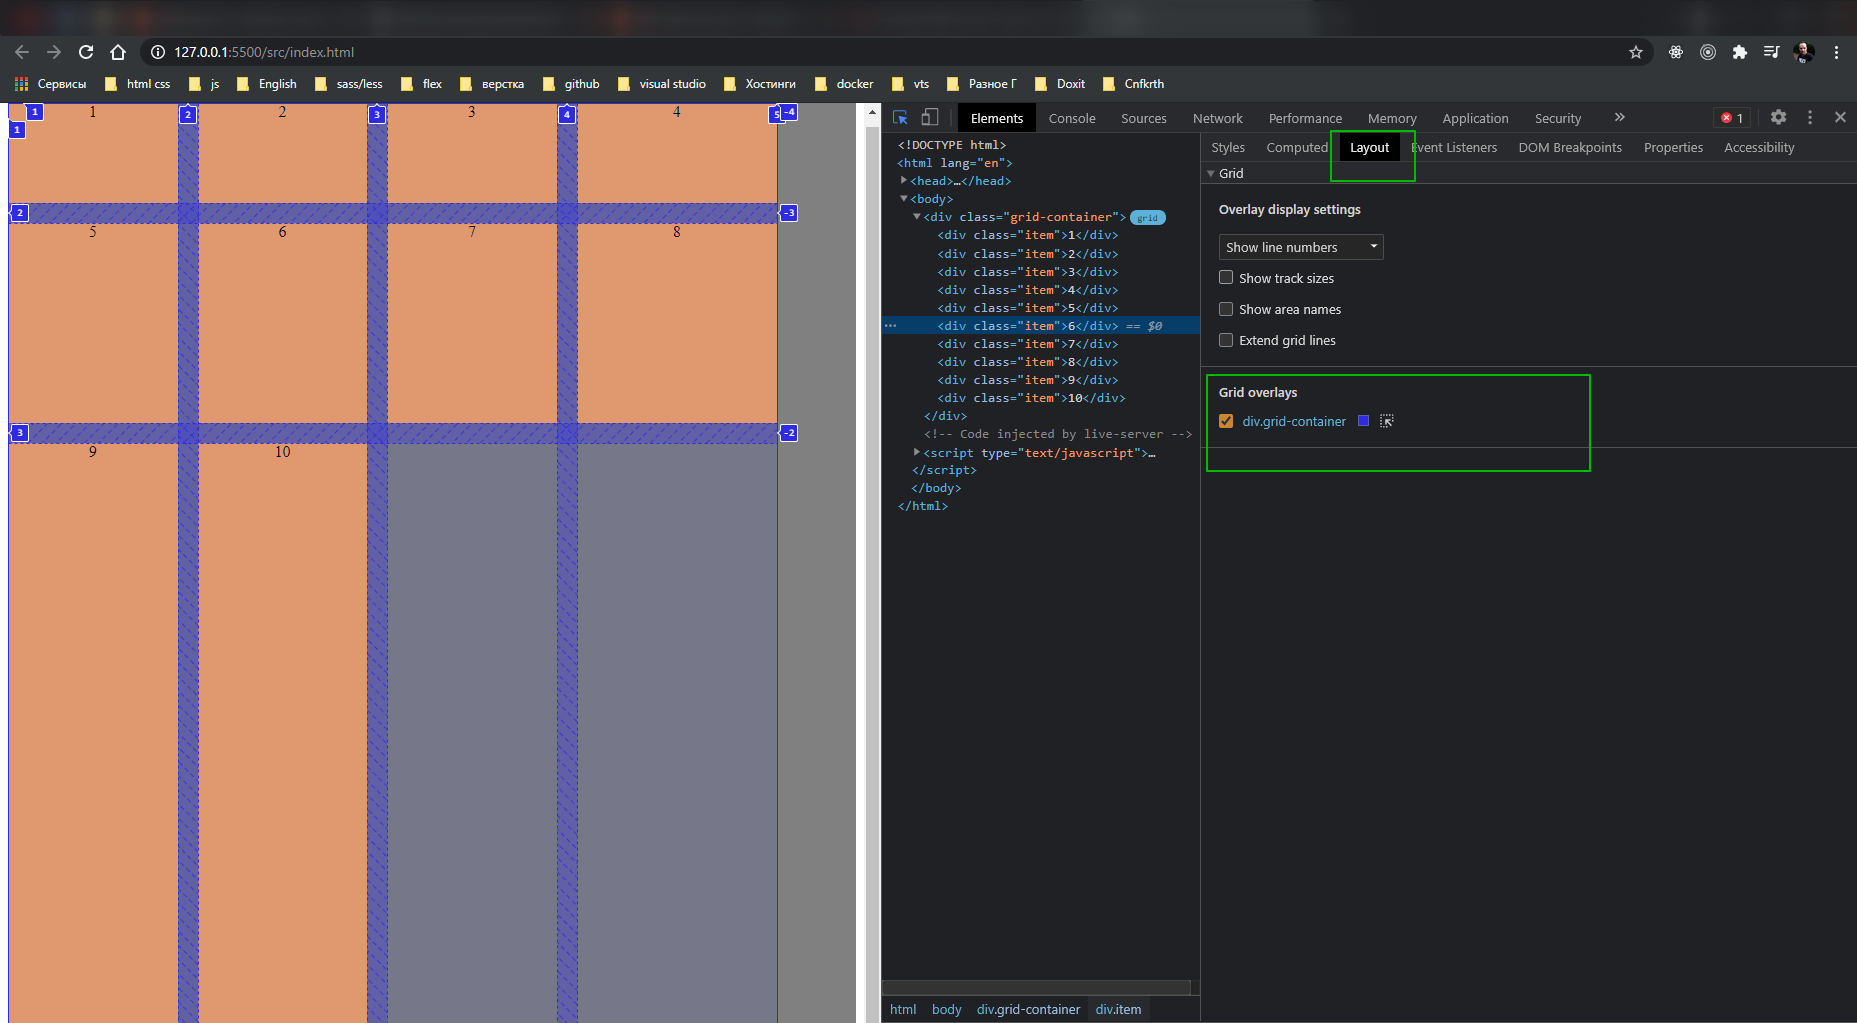 127.0.0.1:5500/src/index.html
Сервисы html css js English sass/less flex верстка github visual studio Хостинги docker vts Разное Г Doxit Cnfkrth
1 1 2 2 3 3 4 4 5 -4
1
2 -3
5 6 7 8
3 -2
9 10
Elements Console Sources Network Performance Memory Application Security » 1
<!DOCTYPE html>
<html lang="en">
<head>…</head>
<body>
<div class="grid-container"> grid
<div class="item">1</div>
<div class="item">2</div>
<div class="item">3</div>
<div class="item">4</div>
<div class="item">5</div>
… <div class="item">6</div> == $0
<div class="item">7</div>
<div class="item">8</div>
<div class="item">9</div>
<div class="item">10</div>
</div>
<!-- Code injected by live-server -->
<script type="text/javascript">…
</script>
</body>
</html>
html body div.grid-container div.item
Styles Computed Layout Event Listeners DOM Breakpoints Properties Accessibility
Grid
Overlay display settings
Show line numbers
Show track sizes
Show area names
Extend grid lines
Grid overlays
div.grid-container